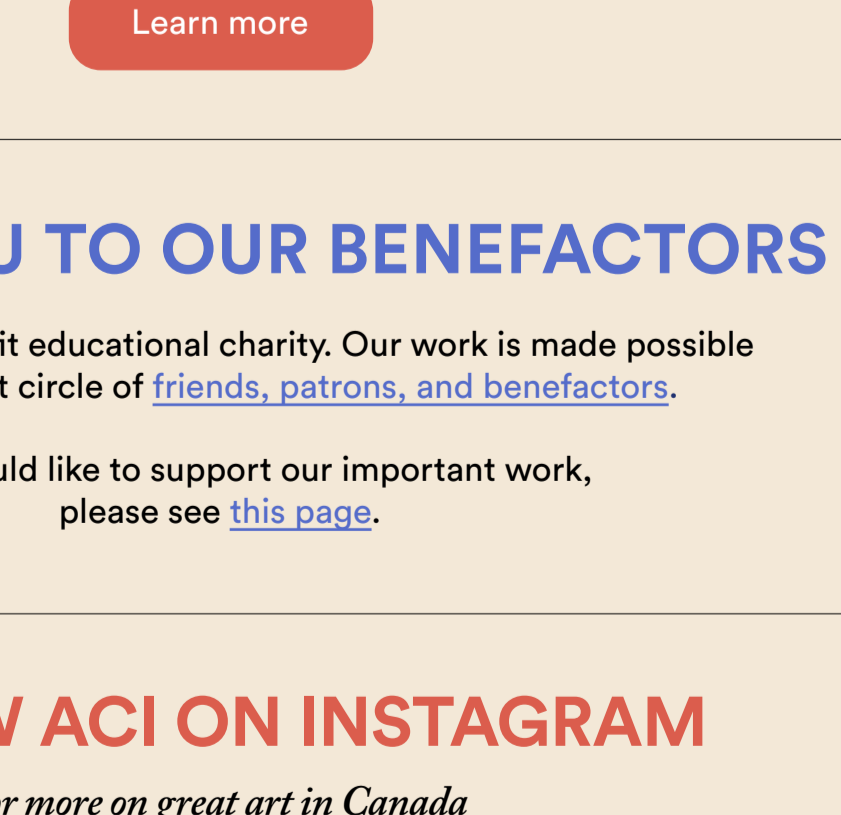 Learn more
U TO OUR BENEFACTORS
it educational charity. Our work is made possible
t circle of friends, patrons, and benefactors.
uld like to support our important work,
please see this page.
W ACI ON INSTAGRAM
or more on great art in Canada